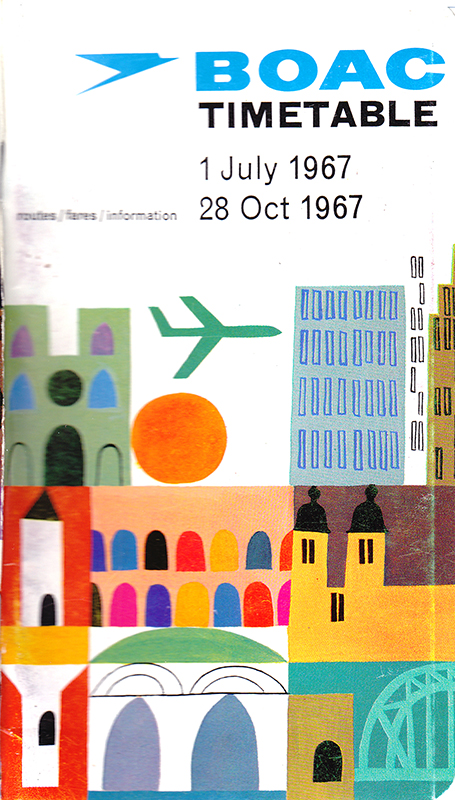 BOAC
TIMETABLE
1 July 1967
28 Oct 1967
routes / fares / information